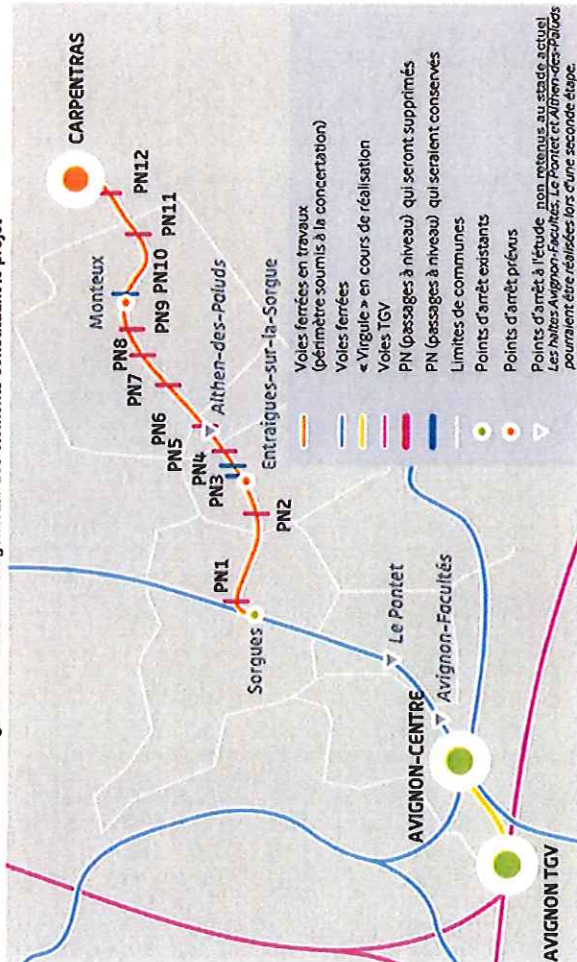 CARPENTRAS
PN12
PN11
PN10
Monteux
PN9
PN8
PN7
PN6
PN5
Althen-des-Paluds
PN4
PN3
Entraigues-sur-la-Sorgue
PN2
PN1
Sorgues
Le Pontet
Avignon-Facultés
AVIGNON-CENTRE
AVIGNON TGV
Voies ferrées en travaux
(périmètre soumis à la concertation)
Voies ferrées
« Virgule » en cours de réalisation
Voies TGV
PN (passages à niveau) qui seront supprimés
PN (passages à niveau) qui seraient conservés
Limites de communes
Points d'arrêt existants
Points d'arrêt prévus
Points d'arrêt à l'étude non retenus au stade actuel
Les haltes Avignon-Facultés, Le Pontet et Althen-des-Paluds
pourraient être réalisées lors d'une seconde étape.